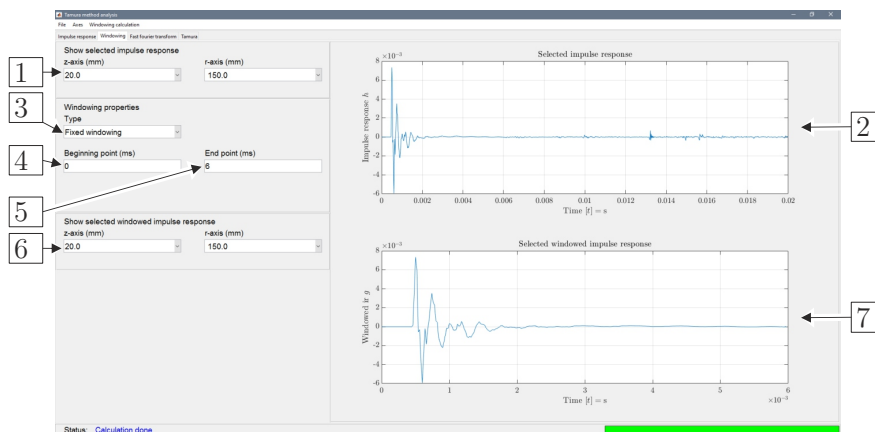 Tamura method analysis
File Axes Windowing calculation
Impulse response Windowing Fast fourier transform Tamura
Show selected impulse response
z-axis (mm) r-axis (mm)
20.0 150.0
Windowing properties
Type
Fixed windowing
Beginning point (ms) End point (ms)
0 6
Show selected windowed impulse response
z-axis (mm) r-axis (mm)
20.0 150.0
Status: Calculation done
1
3
4
5
6
Selected impulse response
×10⁻³
8
6
4
2
0
-2
-4
-6
Impulse response h
0 0.002 0.004 0.006 0.008 0.01 0.012 0.014 0.016 0.018 0.02
Time [t] = s
2
Selected windowed impulse response
×10⁻³
8
6
4
2
0
-2
-4
-6
Windowed ir g
0 1 2 3 4 5 6
Time [t] = s
×10⁻³
7